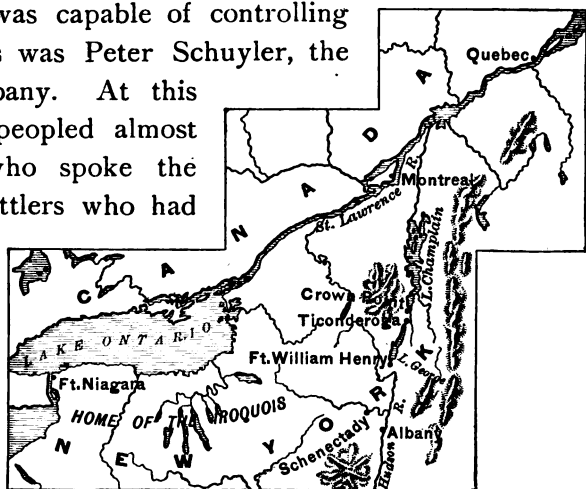 was capable of controlling
was Peter Schuyler, the
pany. At this
peopled almost
who spoke the
ttlers who had
Quebec
CANADA
R.
Montreal
St. Lawrence
L. Champlain
Crown Point
Ticonderoga
LAKE ONTARIO
Ft. William Henry
L. George
Ft. Niagara
HOME OF THE IROQUOIS
NEW YORK
R.
Albany
Schenectady
Hudson